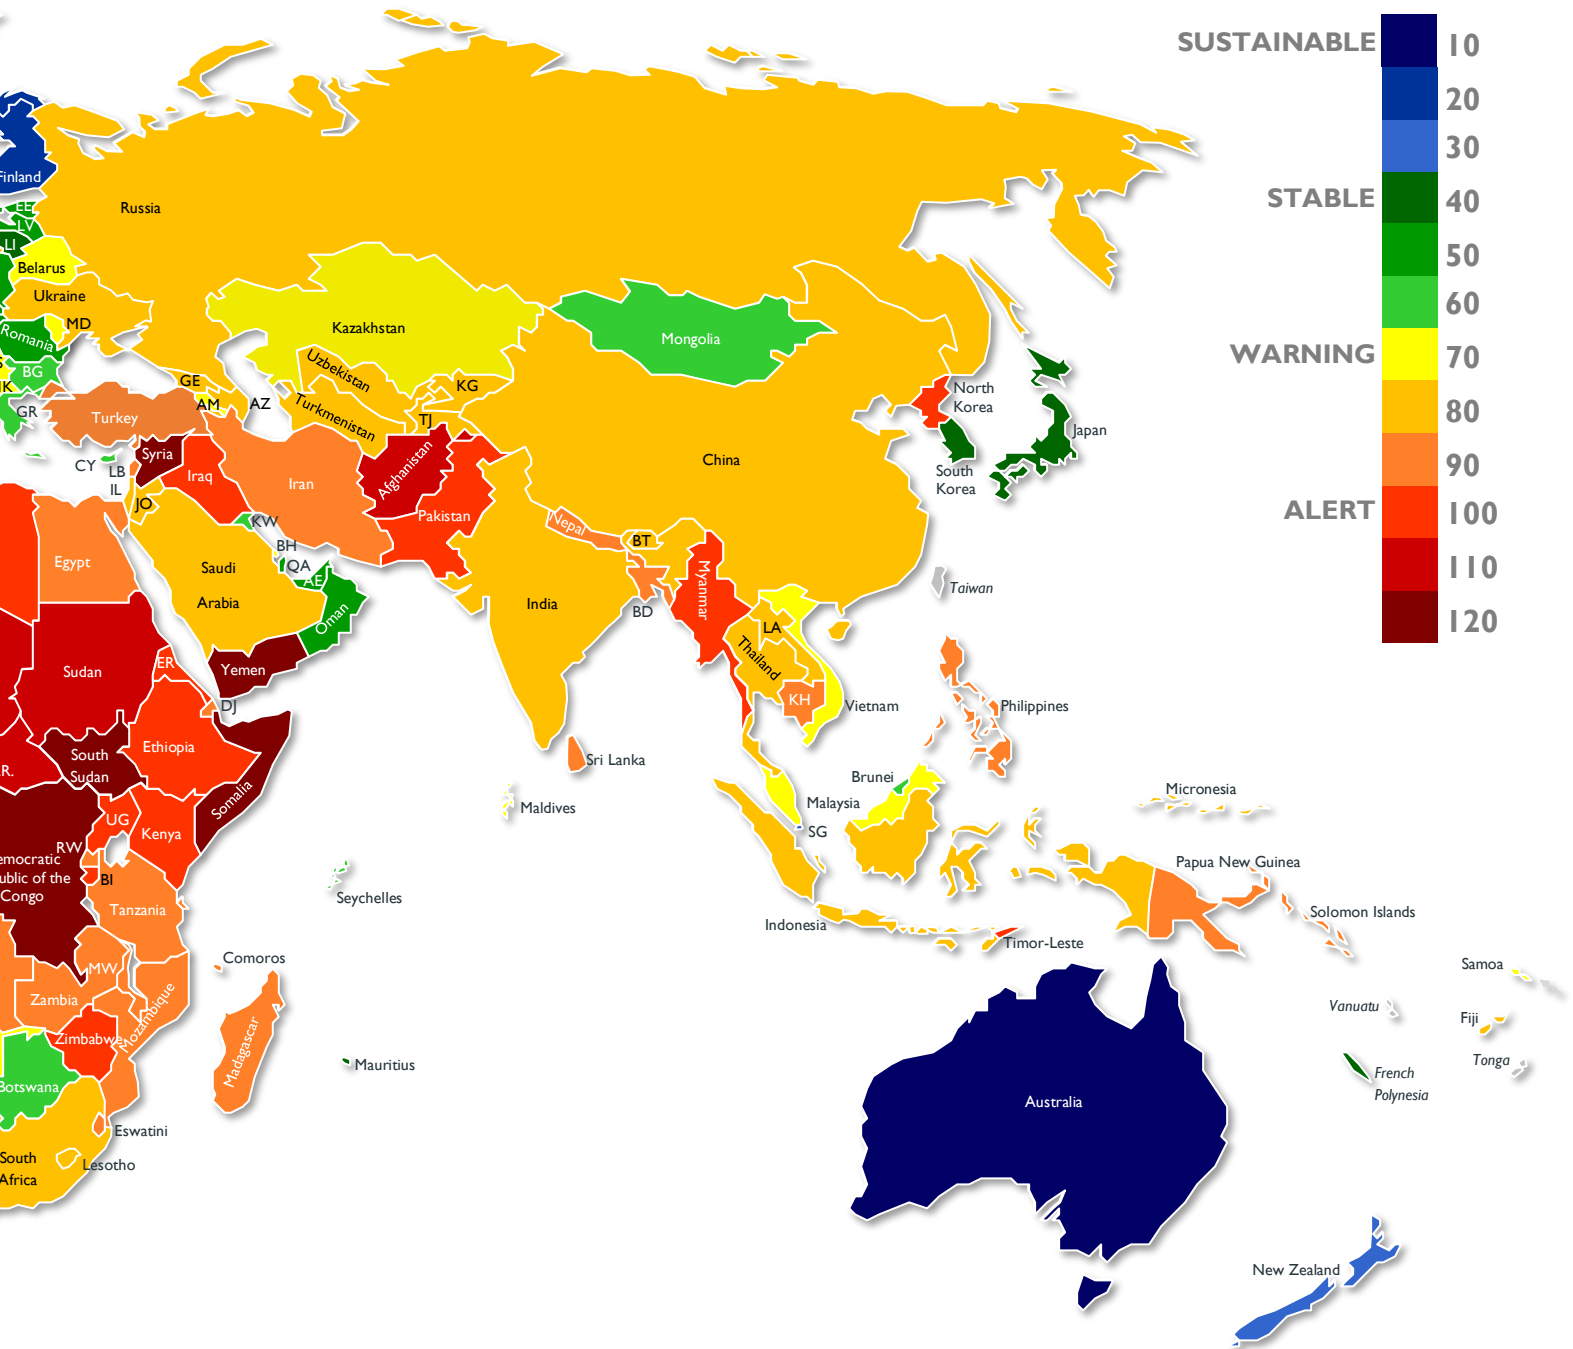 SUSTAINABLE
10
20
30
STABLE
40
50
60
WARNING
70
80
90
ALERT
100
110
120
Finland
Russia
EE
LV
LI
Belarus
Ukraine
MD
Romania
BG
GR
Kazakhstan
Mongolia
Uzbekistan
KG
Turkmenistan
TJ
GE
AM
AZ
Turkey
North
Korea
South
Korea
Japan
China
CY
LB
IL
Syria
Iraq
Iran
Afghanistan
Pakistan
JO
KW
BH
QA
AE
Oman
Saudi
Arabia
Yemen
Egypt
Nepal
BT
India
BD
Myanmar
Taiwan
LA
Thailand
KH
Vietnam
Philippines
Sudan
ER
DJ
Ethiopia
South
Sudan
R.
Somalia
UG
Kenya
RW
BI
emocratic
ublic of the
Congo
Tanzania
Sri Lanka
Maldives
Seychelles
Brunei
Malaysia
SG
Indonesia
Timor-Leste
Micronesia
Papua New Guinea
Solomon Islands
Samoa
Vanuatu
Fiji
Tonga
French
Polynesia
Comoros
MW
Zambia
Mozambique
Zimbabwe
Madagascar
Mauritius
Botswana
Eswatini
South
Africa
Lesotho
Australia
New Zealand